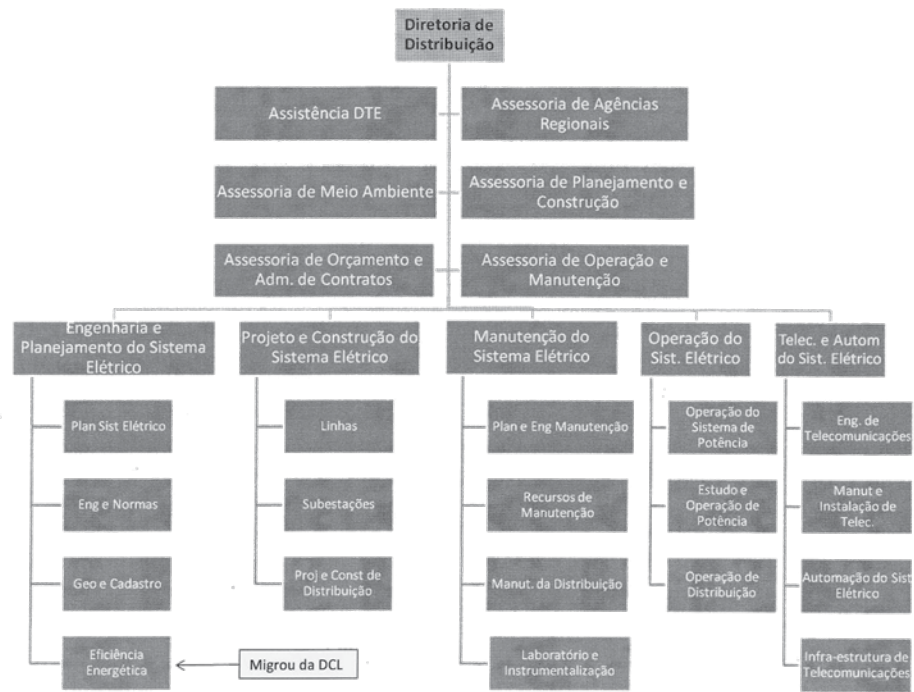 Diretoria de
Distribuição
Assistência DTE
Assessoria de Agências
Regionais
Assessoria de Meio Ambiente
Assessoria de Planejamento e
Construção
Assessoria de Orçamento e
Adm. de Contratos
Assessoria de Operação e
Manutenção
Engenharia e
Planejamento do Sistema
Elétrico
Plan Sist Elétrico
Eng e Normas
Geo e Cadastro
Eficiência
Energética
Migrou da DCL
Projeto e Construção do
Sistema Elétrico
Linhas
Subestações
Proj e Const de
Distribuição
Manutenção do
Sistema Elétrico
Plan e Eng Manutenção
Recursos de
Manutenção
Manut. da Distribuição
Laboratório e
Instrumentalização
Operação do
Sist. Elétrico
Operação do
Sistema de
Potência
Estudo e
Operação de
Potência
Operação de
Distribuição
Telec. e Autom
do Sist. Elétrico
Eng. de
Telecomunicações
Manut e
Instalação de
Telec.
Automação do Sist
Elétrico
Infra-estrutura de
Telecomunicações